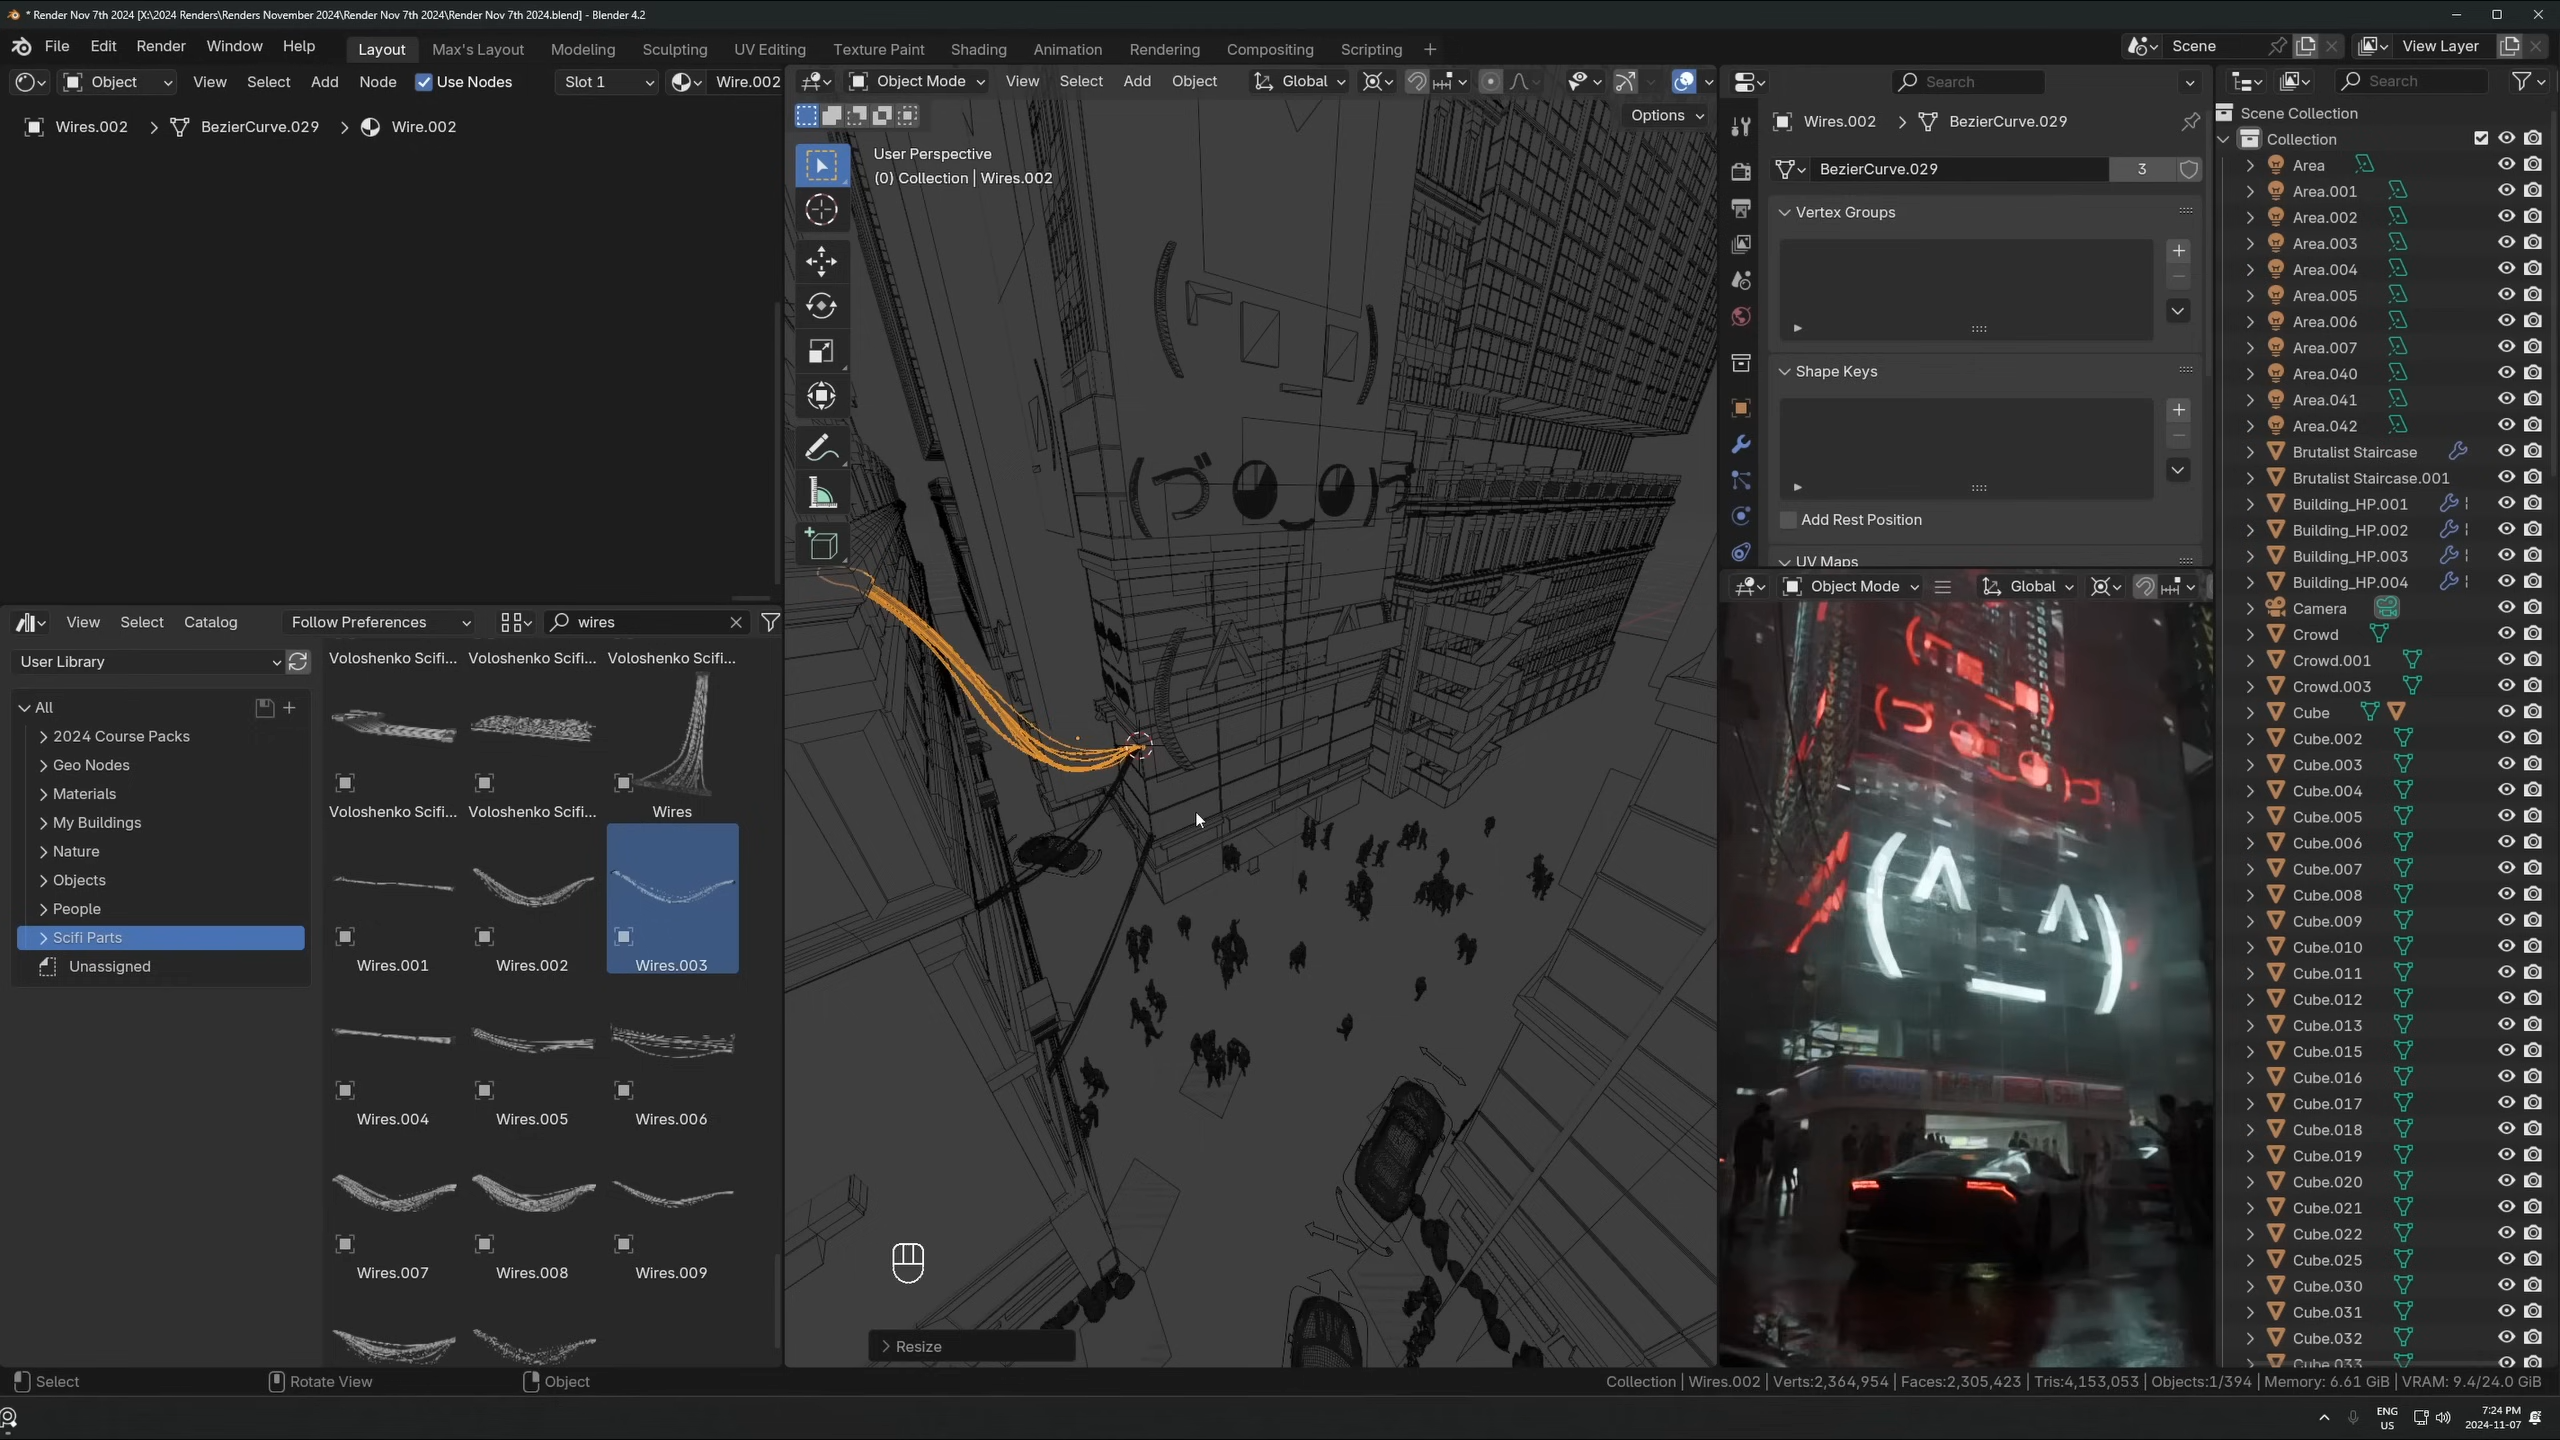 * Render Nov 7th 2024 [X:\2024 Renders\Renders November 2024\Render Nov 7th 2024\Render Nov 7th 2024.blend] - Blender 4.2
File Edit Render Window Help Layout Max's Layout Modeling Sculpting UV Editing Texture Paint Shading Animation Rendering Compositing Scripting + Scene View Layer
Object View Select Add Node Use Nodes Slot 1 Wire.002
Object Mode View Select Add Object Global
Search
Search
Options
Wires.002 > BezierCurve.029 > Wire.002
User Perspective
(0) Collection | Wires.002
Wires.002 > BezierCurve.029
BezierCurve.029 3
Vertex Groups
Shape Keys
Add Rest Position
UV Maps
Object Mode Global
(づ
(^_^)
Scene Collection
Collection
Area
Area.001
Area.002
Area.003
Area.004
Area.005
Area.006
Area.007
Area.040
Area.041
Area.042
Brutalist Staircase
Brutalist Staircase.001
Building_HP.001
Building_HP.002
Building_HP.003
Building_HP.004
Camera
Crowd
Crowd.001
Crowd.003
Cube
Cube.002
Cube.003
Cube.004
Cube.005
Cube.006
Cube.007
Cube.008
Cube.009
Cube.010
Cube.011
Cube.012
Cube.013
Cube.015
Cube.016
Cube.017
Cube.018
Cube.019
Cube.020
Cube.021
Cube.022
Cube.025
Cube.030
Cube.031
Cube.032
Cube.033
View Select Catalog Follow Preferences wires
User Library
All
2024 Course Packs
Geo Nodes
Materials
My Buildings
Nature
Objects
People
Scifi Parts
Unassigned
Voloshenko Scifi... Voloshenko Scifi... Voloshenko Scifi...
Voloshenko Scifi... Voloshenko Scifi... Wires
Wires.001 Wires.002 Wires.003
Wires.004 Wires.005 Wires.006
Wires.007 Wires.008 Wires.009
Resize
Select Rotate View Object
Collection | Wires.002 | Verts:2,364,954 | Faces:2,305,423 | Tris:4,153,053 | Objects:1/394 | Memory: 6.61 GiB | VRAM: 9.4/24.0 GiB
ENG
US
7:24 PM
2024-11-07